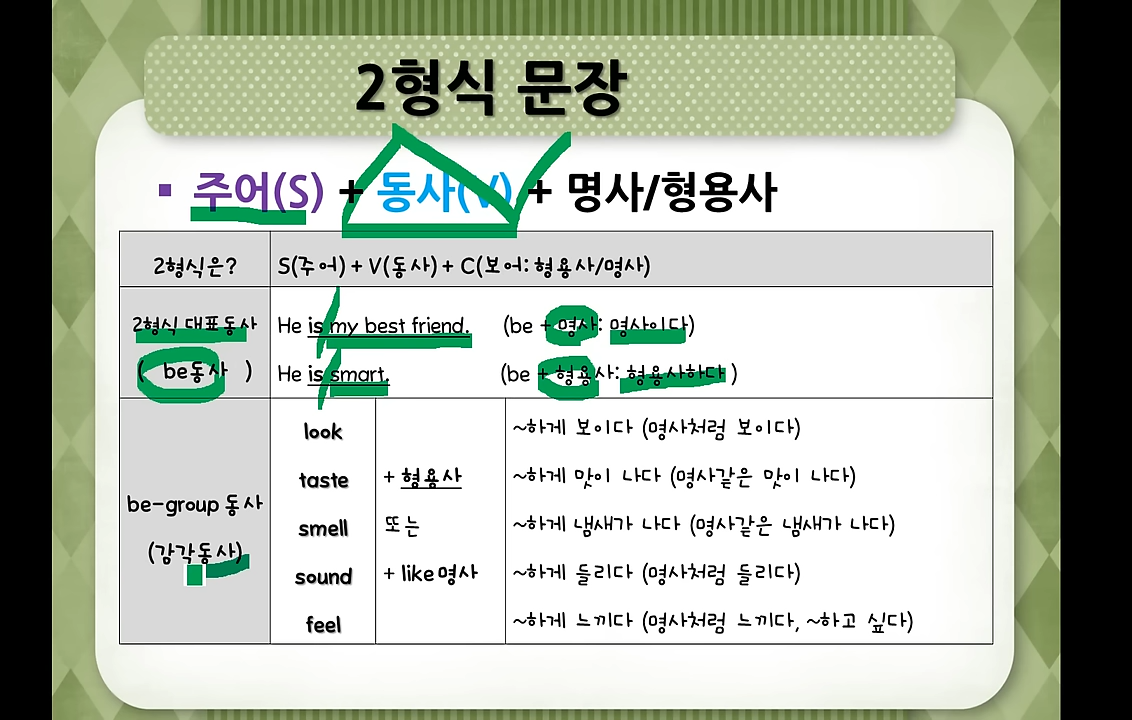 2형식 문장
▪ 주어(S) + 동사(V) + 명사/형용사
2형식은? S(주어) + V(동사) + C(보어: 형용사/명사)
2형식 대표동사 He is my best friend. (be + 명사: 명사이다)
( be동사 ) He is smart. (be + 형용사: 형용사하다 )
look ~하게 보이다 (명사처럼 보이다)
taste + 형용사 ~하게 맛이 나다 (명사같은 맛이 나다)
be-group 동사
smell 또는 ~하게 냄새가 나다 (명사같은 냄새가 나다)
(감각동사)
sound + like 명사 ~하게 들리다 (명사처럼 들리다)
feel ~하게 느끼다 (명사처럼 느끼다, ~하고 싶다)